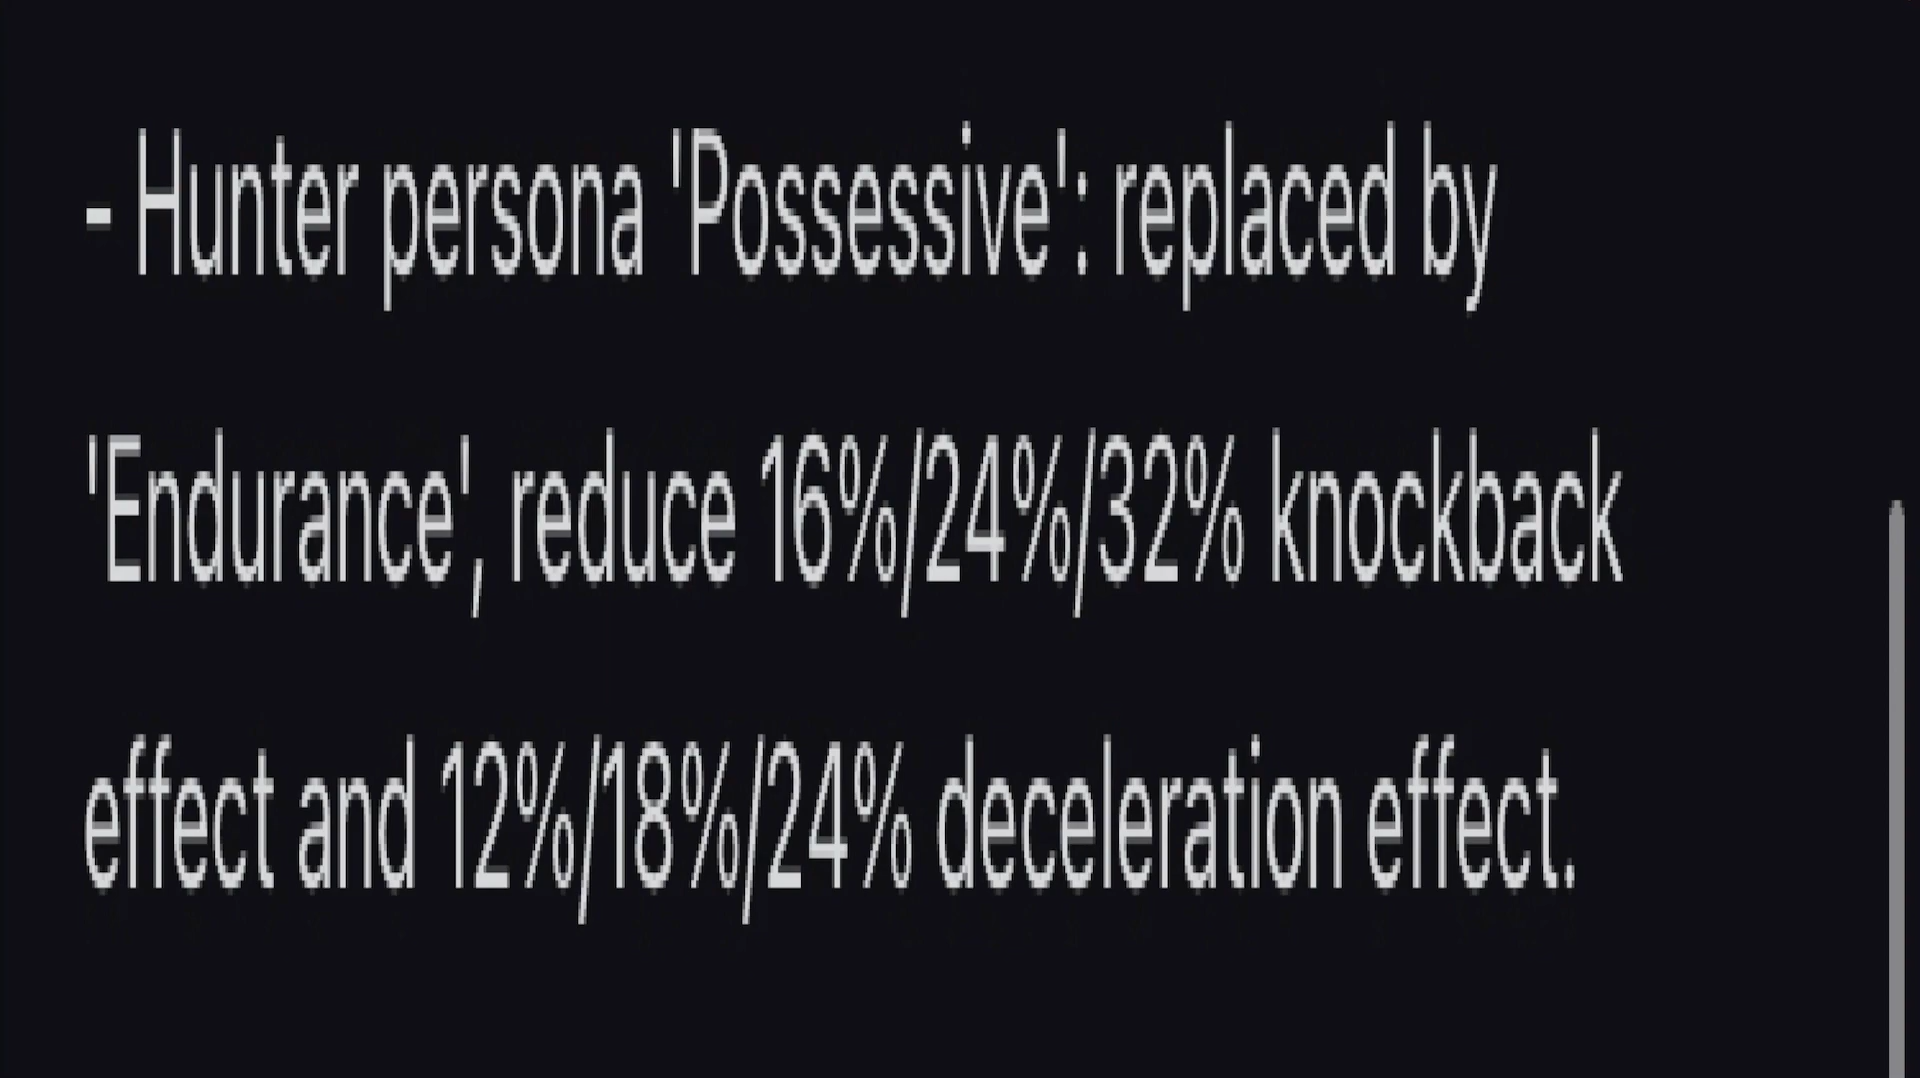 - Hunter persona 'Possessive': replaced by
'Endurance', reduce 16%/24%/32% knockback
effect and 12%/18%/24% deceleration effect.